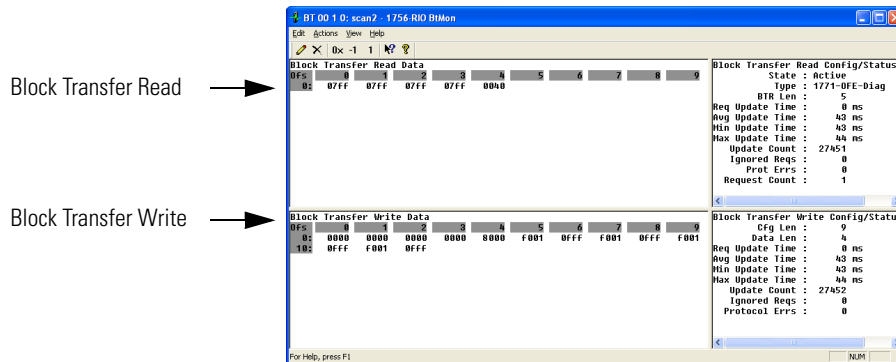 BT 00 1 0: scan2 - 1756-RIO BtMon
Edit Actions View Help
0x -1 1
Block Transfer Read
Block Transfer Read Data
Ofs 0 1 2 3 4 5 6 7 8 9
0: 07ff 07ff 07ff 07ff 0040
Block Transfer Read Config/Status
State : Active
Type : 1771-OFE-Diag
BTR Len : 5
Req Update Time : 0 ms
Avg Update Time : 43 ms
Min Update Time : 43 ms
Max Update Time : 44 ms
Update Count : 27451
Ignored Reqs : 0
Prot Errs : 0
Request Count : 1
Block Transfer Write
Block Transfer Write Data
Ofs 0 1 2 3 4 5 6 7 8 9
0: 0000 0000 0000 0000 8000 f001 0fff f001 0fff f001
10: 0fff f001 0fff
Block Transfer Write Config/Statu
Cfg Len : 9
Data Len : 4
Req Update Time : 0 ms
Avg Update Time : 43 ms
Min Update Time : 43 ms
Max Update Time : 44 ms
Update Count : 27452
Ignored Reqs : 0
Protocol Errs : 0
For Help, press F1
NUM